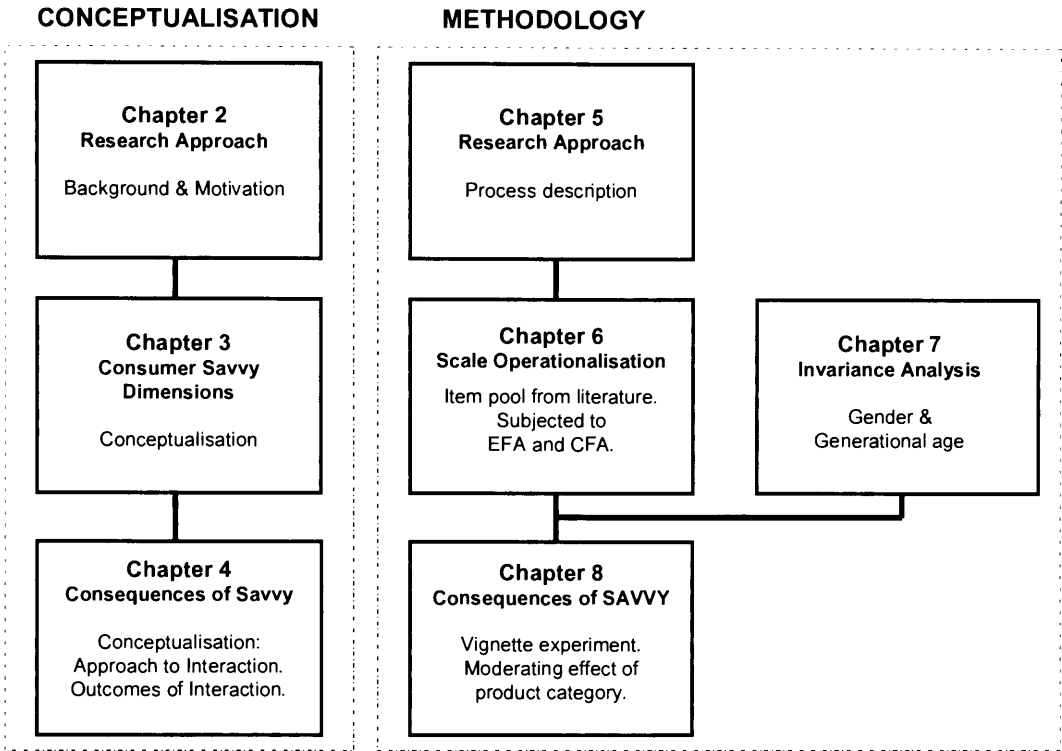 CONCEPTUALISATION
Chapter 2
Research Approach
Background & Motivation
Chapter 3
Consumer Savvy
Dimensions
Conceptualisation
Chapter 4
Consequences of Savvy
Conceptualisation:
Approach to Interaction.
Outcomes of Interaction.
METHODOLOGY
Chapter 5
Research Approach
Process description
Chapter 6
Scale Operationalisation
Item pool from literature.
Subjected to
EFA and CFA.
Chapter 7
Invariance Analysis
Gender &
Generational age
Chapter 8
Consequences of SAVVY
Vignette experiment.
Moderating effect of
product category.